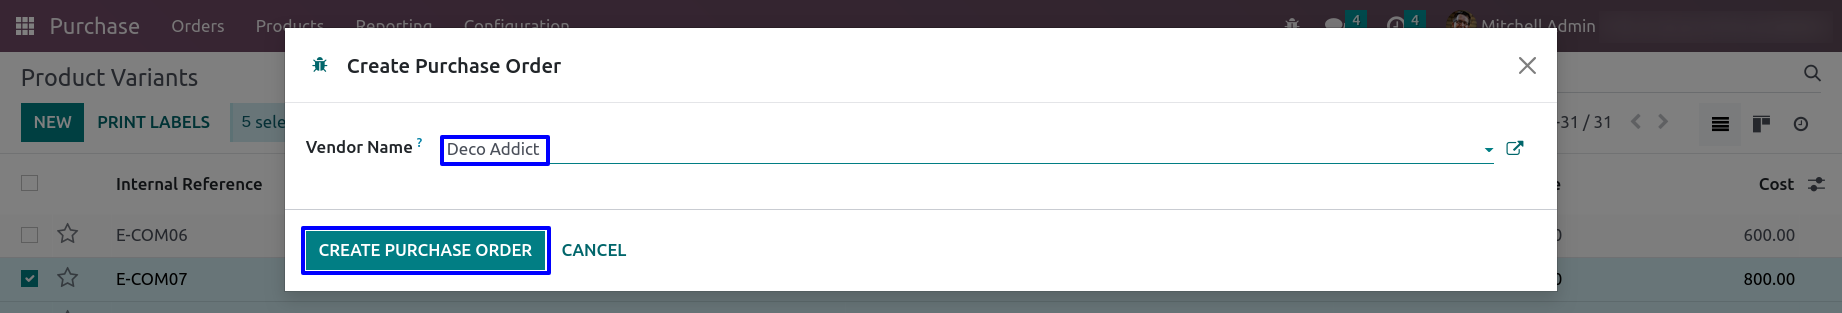 Purchase Orders Products Reporting Configuration 4 4 Mitchell Admin
Create Purchase Order
Product Variants
NEW PRINT LABELS 5 sele -31 / 31
Vendor Name ? Deco Addict
Internal Reference Cost
E-COM06 600.00
CREATE PURCHASE ORDER CANCEL
E-COM07 800.00